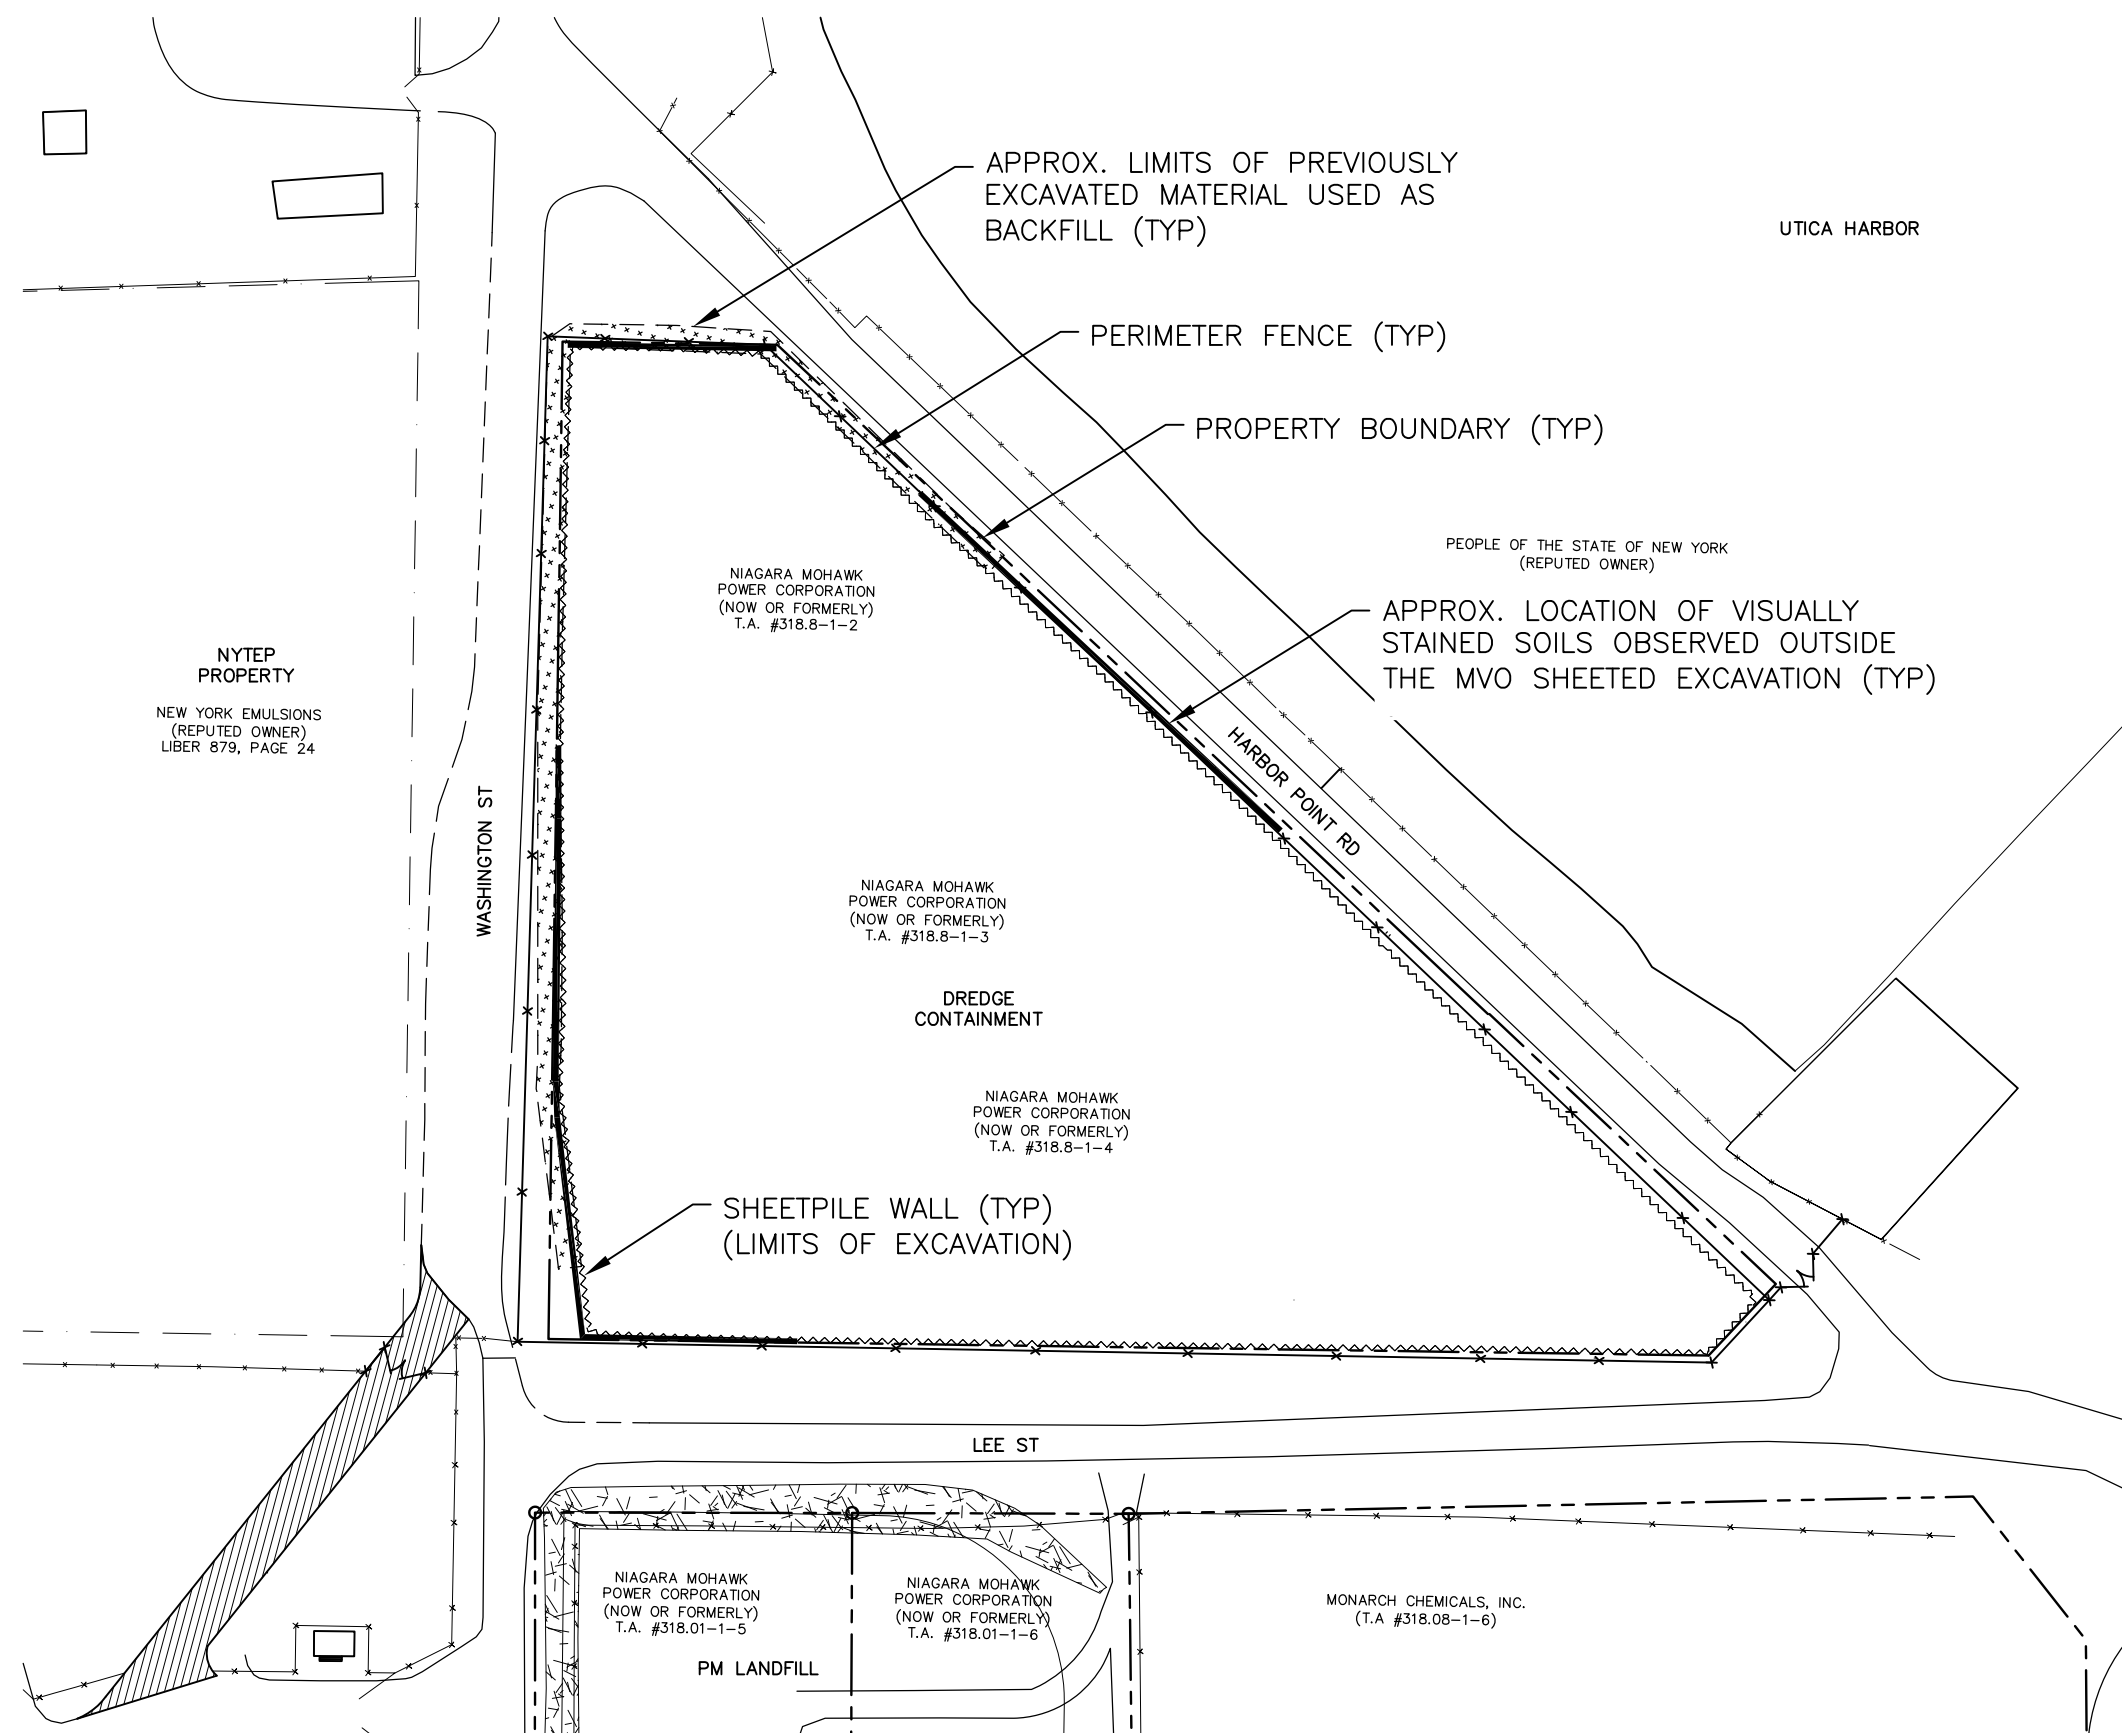 APPROX. LIMITS OF PREVIOUSLY
EXCAVATED MATERIAL USED AS
BACKFILL (TYP)
UTICA HARBOR
PERIMETER FENCE (TYP)
PROPERTY BOUNDARY (TYP)
PEOPLE OF THE STATE OF NEW YORK
(REPUTED OWNER)
NIAGARA MOHAWK
POWER CORPORATION
(NOW OR FORMERLY)
T.A. #318.8-1-2
APPROX. LOCATION OF VISUALLY
STAINED SOILS OBSERVED OUTSIDE
THE MVO SHEETED EXCAVATION (TYP)
NYTEP
PROPERTY
NEW YORK EMULSIONS
(REPUTED OWNER)
LIBER 879, PAGE 24
HARBOR POINT RD
WASHINGTON ST
NIAGARA MOHAWK
POWER CORPORATION
(NOW OR FORMERLY)
T.A. #318.8-1-3
DREDGE
CONTAINMENT
NIAGARA MOHAWK
POWER CORPORATION
(NOW OR FORMERLY)
T.A. #318.8-1-4
SHEETPILE WALL (TYP)
(LIMITS OF EXCAVATION)
LEE ST
NIAGARA MOHAWK
POWER CORPORATION
(NOW OR FORMERLY)
T.A. #318.01-1-5
NIAGARA MOHAWK
POWER CORPORATION
(NOW OR FORMERLY)
T.A. #318.01-1-6
MONARCH CHEMICALS, INC.
(T.A #318.08-1-6)
PM LANDFILL